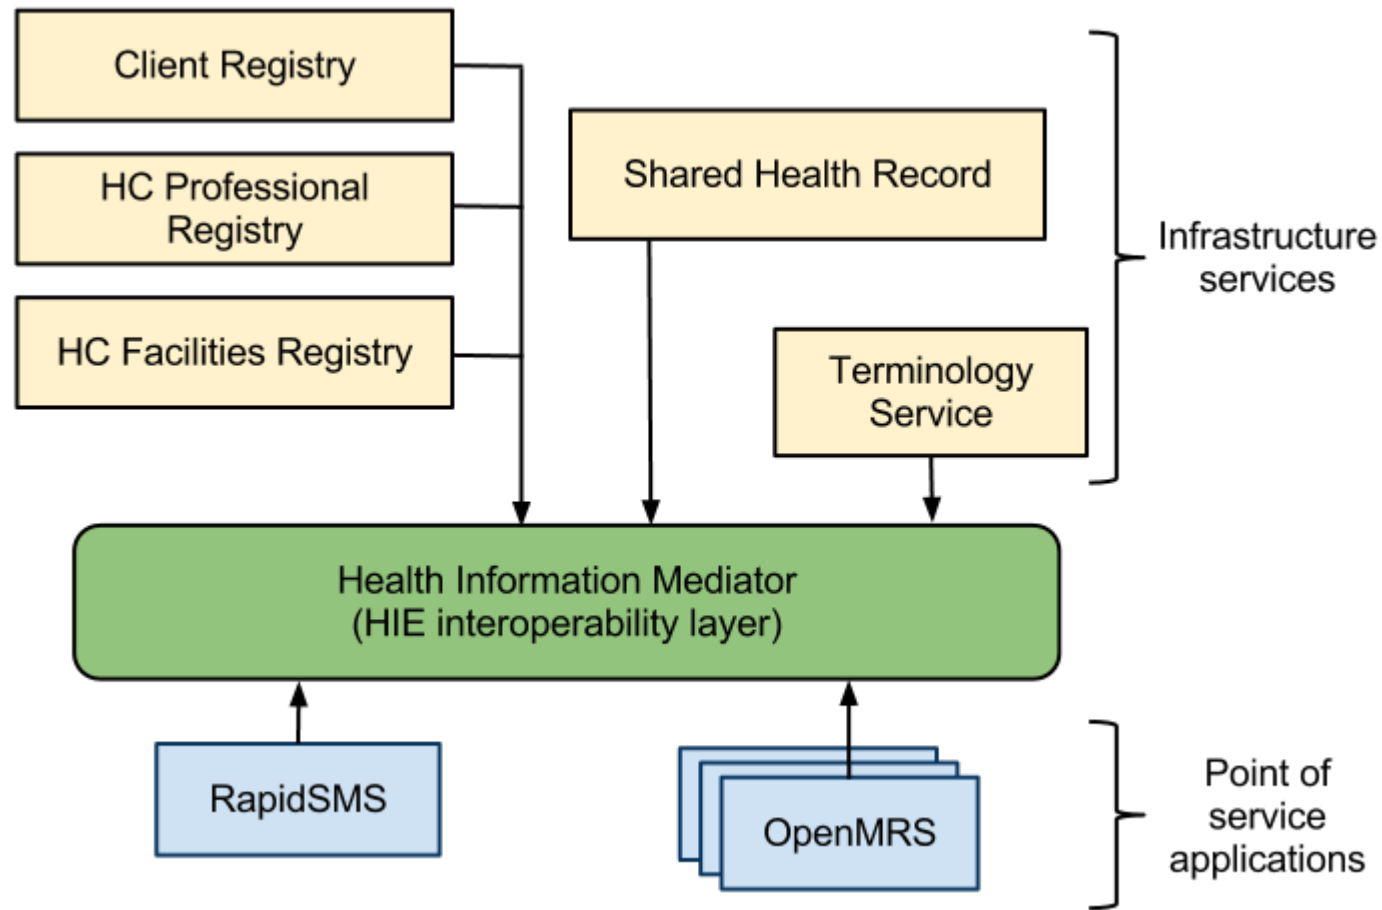 Client Registry
HC Professional
Registry
HC Facilities Registry
Shared Health Record
Terminology
Service
Infrastructure
services
Health Information Mediator
(HIE interoperability layer)
RapidSMS
OpenMRS
Point of
service
applications